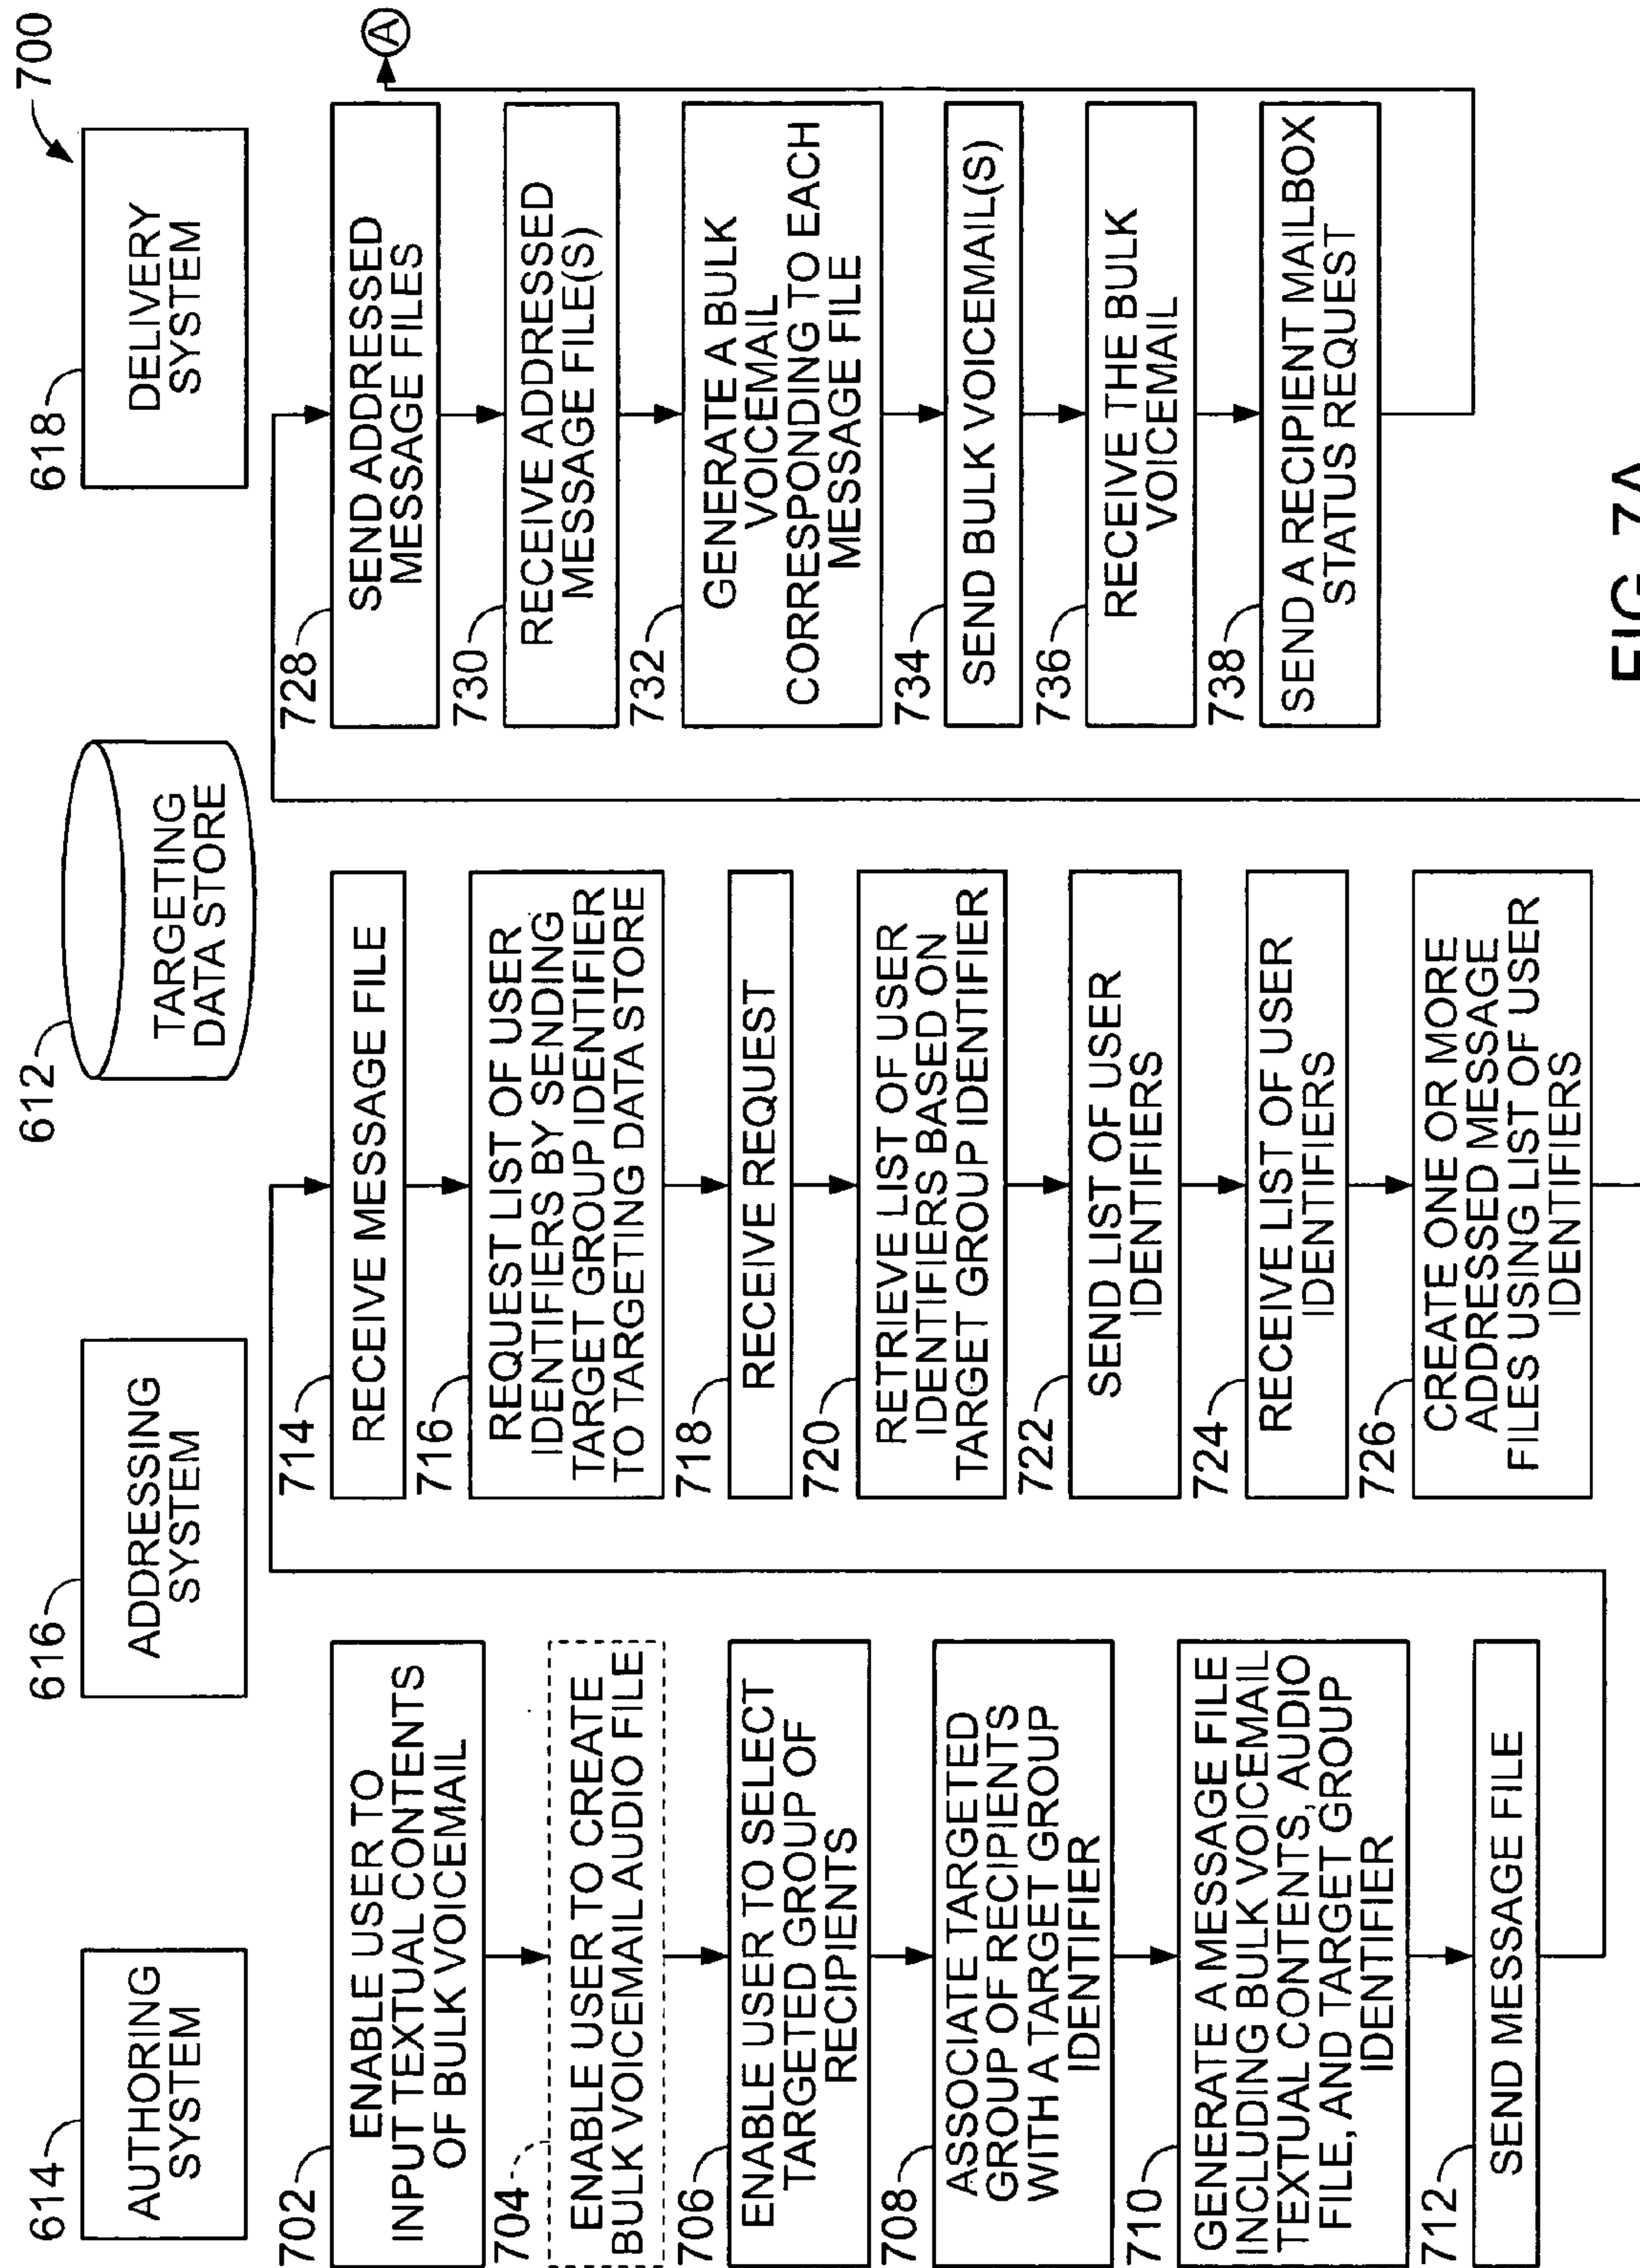 700
614
AUTHORING
SYSTEM
616
ADDRESSING
SYSTEM
612
TARGETING
DATA STORE
618
DELIVERY
SYSTEM
702
ENABLE USER TO
INPUT TEXTUAL CONTENTS
OF BULK VOICEMAIL
704
ENABLE USER TO CREATE
BULK VOICEMAIL AUDIO FILE
706
ENABLE USER TO SELECT
TARGETED GROUP OF
RECIPIENTS
708
ASSOCIATE TARGETED
GROUP OF RECIPIENTS
WITH A TARGET GROUP
IDENTIFIER
710
GENERATE A MESSAGE FILE
INCLUDING BULK VOICEMAIL
TEXTUAL CONTENTS, AUDIO
FILE, AND TARGET GROUP
IDENTIFIER
712
SEND MESSAGE FILE
714
RECEIVE MESSAGE FILE
716
REQUEST LIST OF USER
IDENTIFIERS BY SENDING
TARGET GROUP IDENTIFIER
TO TARGETING DATA STORE
718
RECEIVE REQUEST
720
RETRIEVE LIST OF USER
IDENTIFIERS BASED ON
TARGET GROUP IDENTIFIER
722
SEND LIST OF USER
IDENTIFIERS
724
RECEIVE LIST OF USER
IDENTIFIERS
726
CREATE ONE OR MORE
ADDRESSED MESSAGE
FILES USING LIST OF USER
IDENTIFIERS
728
SEND ADDRESSED
MESSAGE FILES
730
RECEIVE ADDRESSED
MESSAGE FILE(S)
732
GENERATE A BULK
VOICEMAIL
CORRESPONDING TO EACH
MESSAGE FILE
734
SEND BULK VOICEMAIL(S)
736
RECEIVE THE BULK
VOICEMAIL
738
SEND A RECIPIENT MAILBOX
STATUS REQUEST
A
FIG. 7A